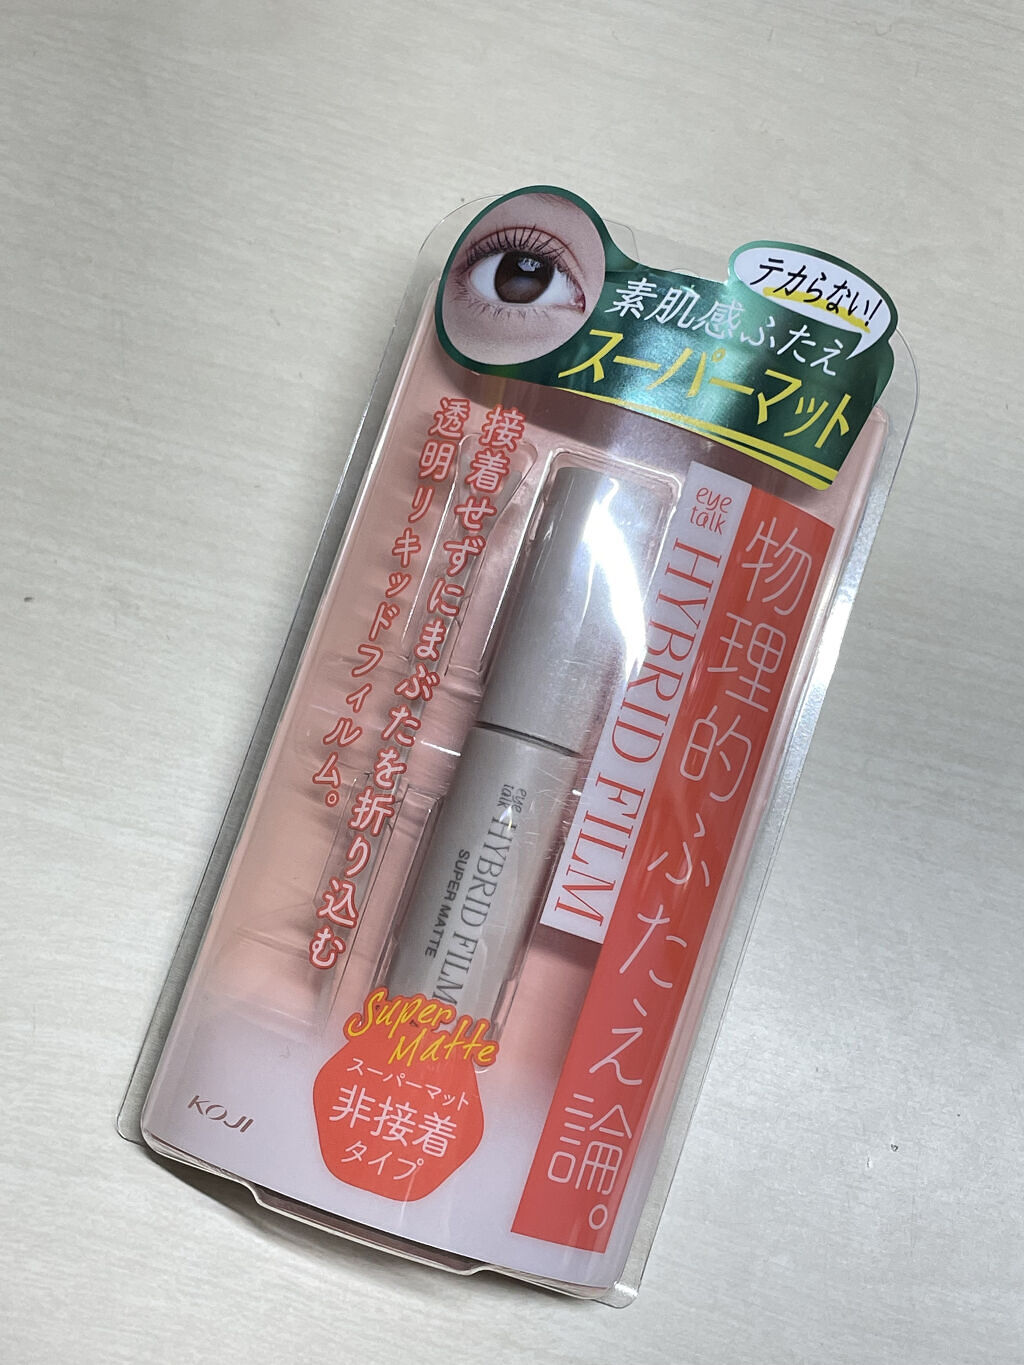 テカらない!
素肌感ふたえ
スーパーマット
eye
talk
HYBRID FILM
物理的ふたえ論。
接着せずにまぶたを折り込む
透明リキッドフィルム。
eye
talk
HYBRID FILM
SUPER MATTE
Super
Matte
スーパーマット
非接着
タイプ
KOJI